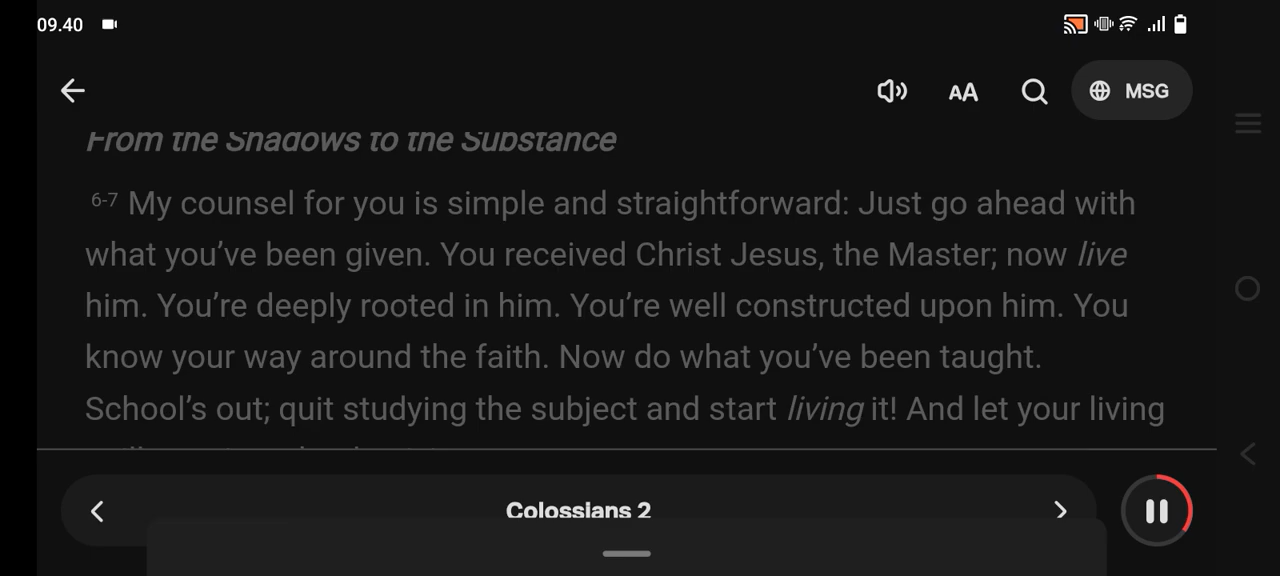 09.40
MSG
From the Shadows to the Substance
6-7 My counsel for you is simple and straightforward: Just go ahead with
what you’ve been given. You received Christ Jesus, the Master; now live
him. You’re deeply rooted in him. You’re well constructed upon him. You
know your way around the faith. Now do what you’ve been taught.
School’s out; quit studying the subject and start living it! And let your living
Colossians 2